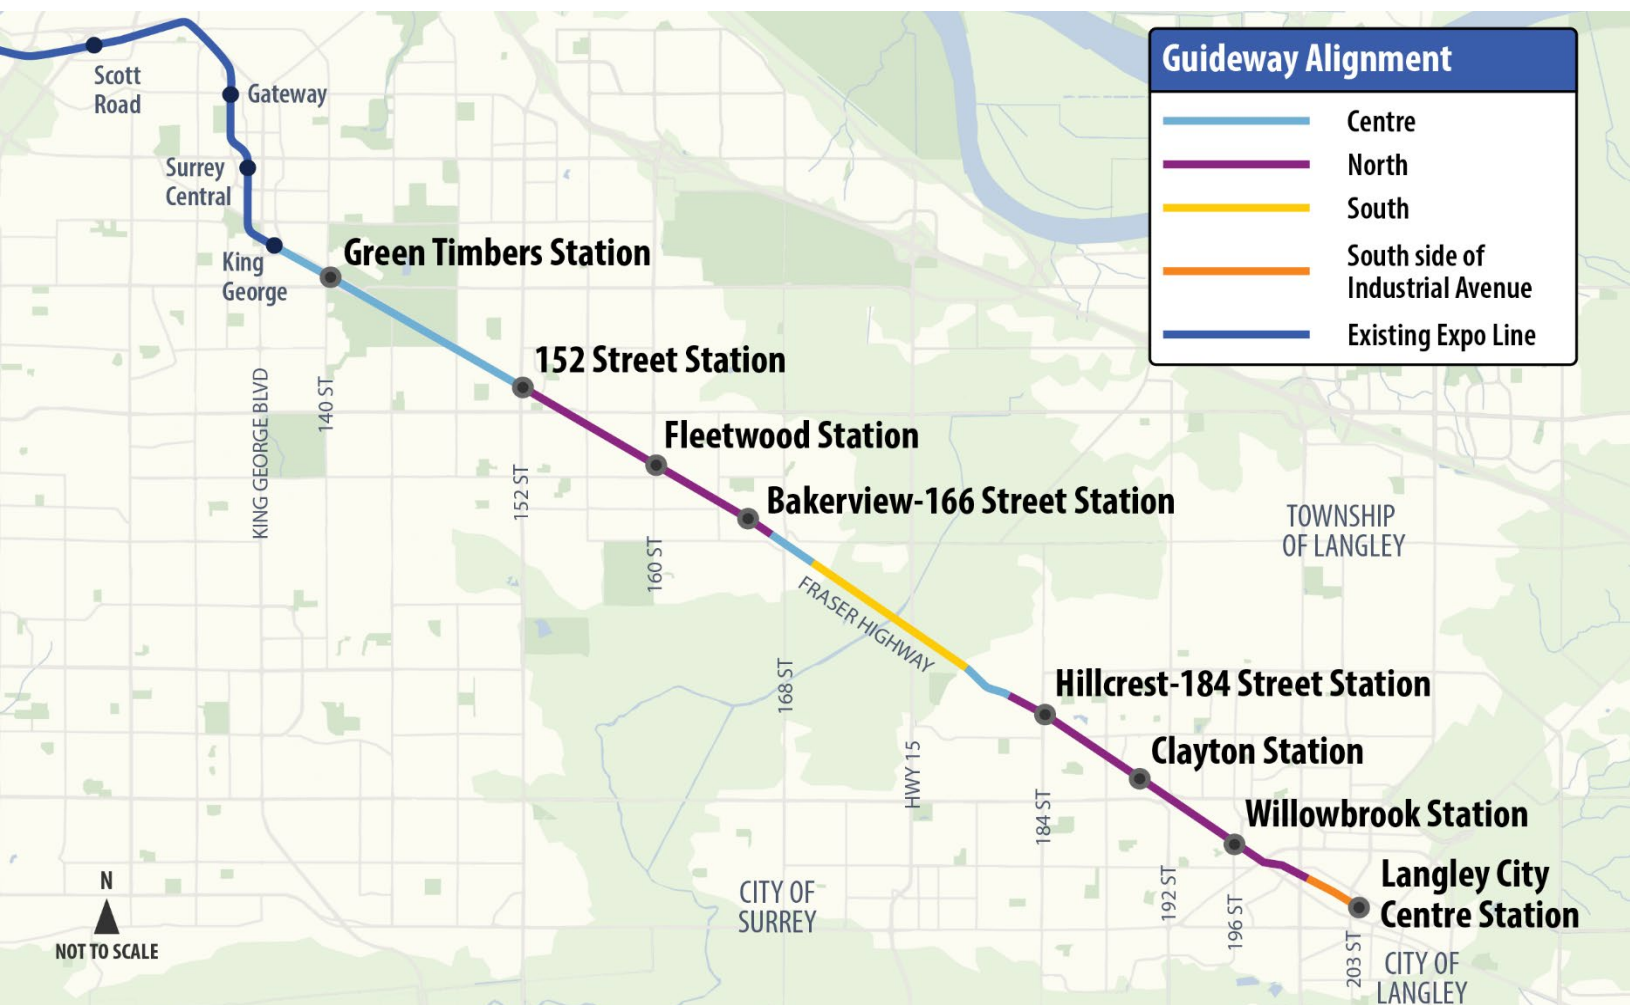 Guideway Alignment
Centre
North
South
South side of
Industrial Avenue
Existing Expo Line
Scott
Road
Gateway
Surrey
Central
King
George
Green Timbers Station
152 Street Station
Fleetwood Station
Bakerview-166 Street Station
Hillcrest-184 Street Station
Clayton Station
Willowbrook Station
Langley City
Centre Station
KING GEORGE BLVD
140 ST
152 ST
160 ST
168 ST
FRASER HIGHWAY
HWY 15
184 ST
192 ST
196 ST
203 ST
TOWNSHIP
OF LANGLEY
CITY OF
SURREY
CITY OF
LANGLEY
N
NOT TO SCALE